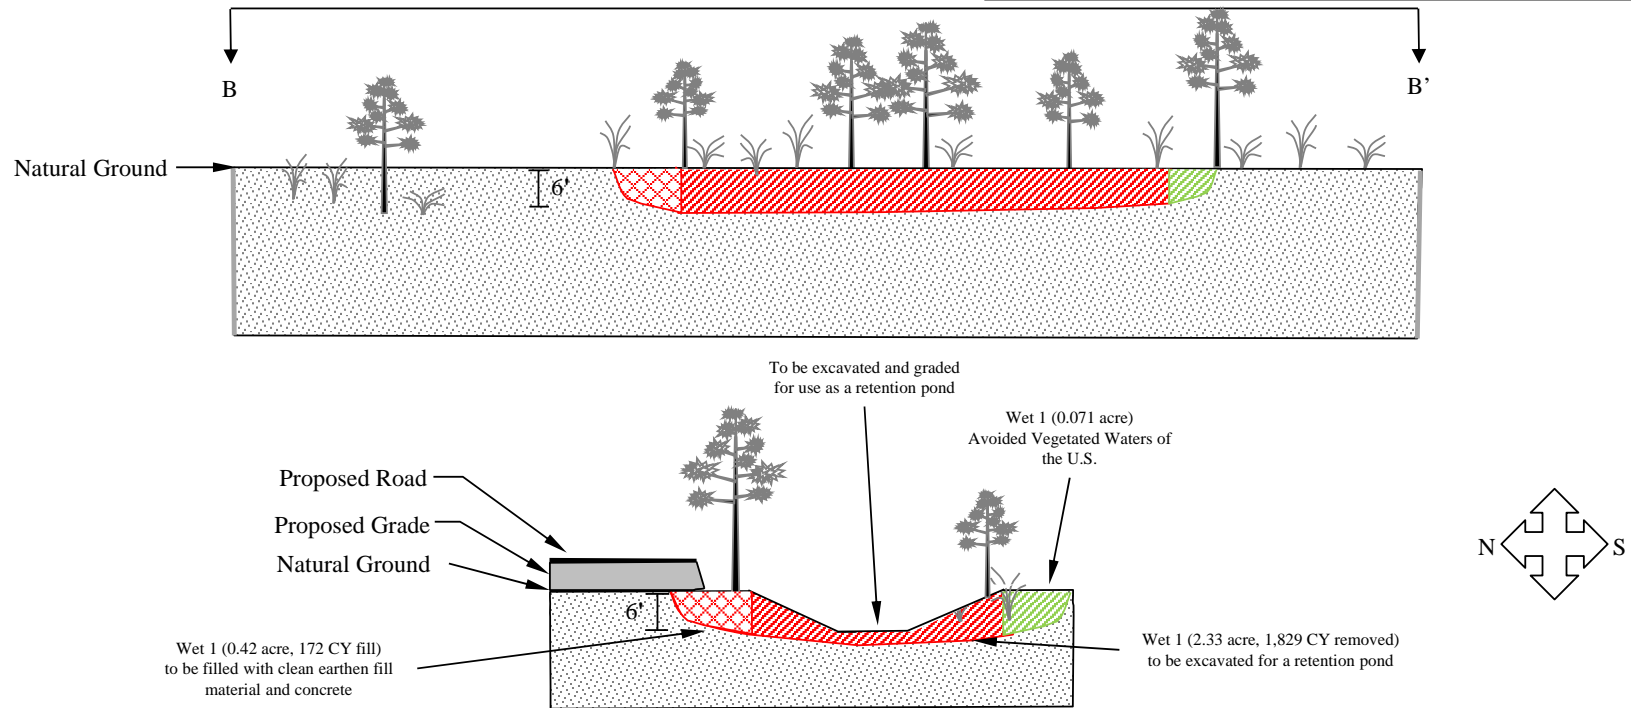 B
B’
Natural Ground
6'
To be excavated and graded
for use as a retention pond
Wet 1 (0.071 acre)
Avoided Vegetated Waters of
the U.S.
Proposed Road
Proposed Grade
Natural Ground
6'
N
S
Wet 1 (0.42 acre, 172 CY fill)
to be filled with clean earthen fill
material and concrete
Wet 1 (2.33 acre, 1,829 CY removed)
to be excavated for a retention pond